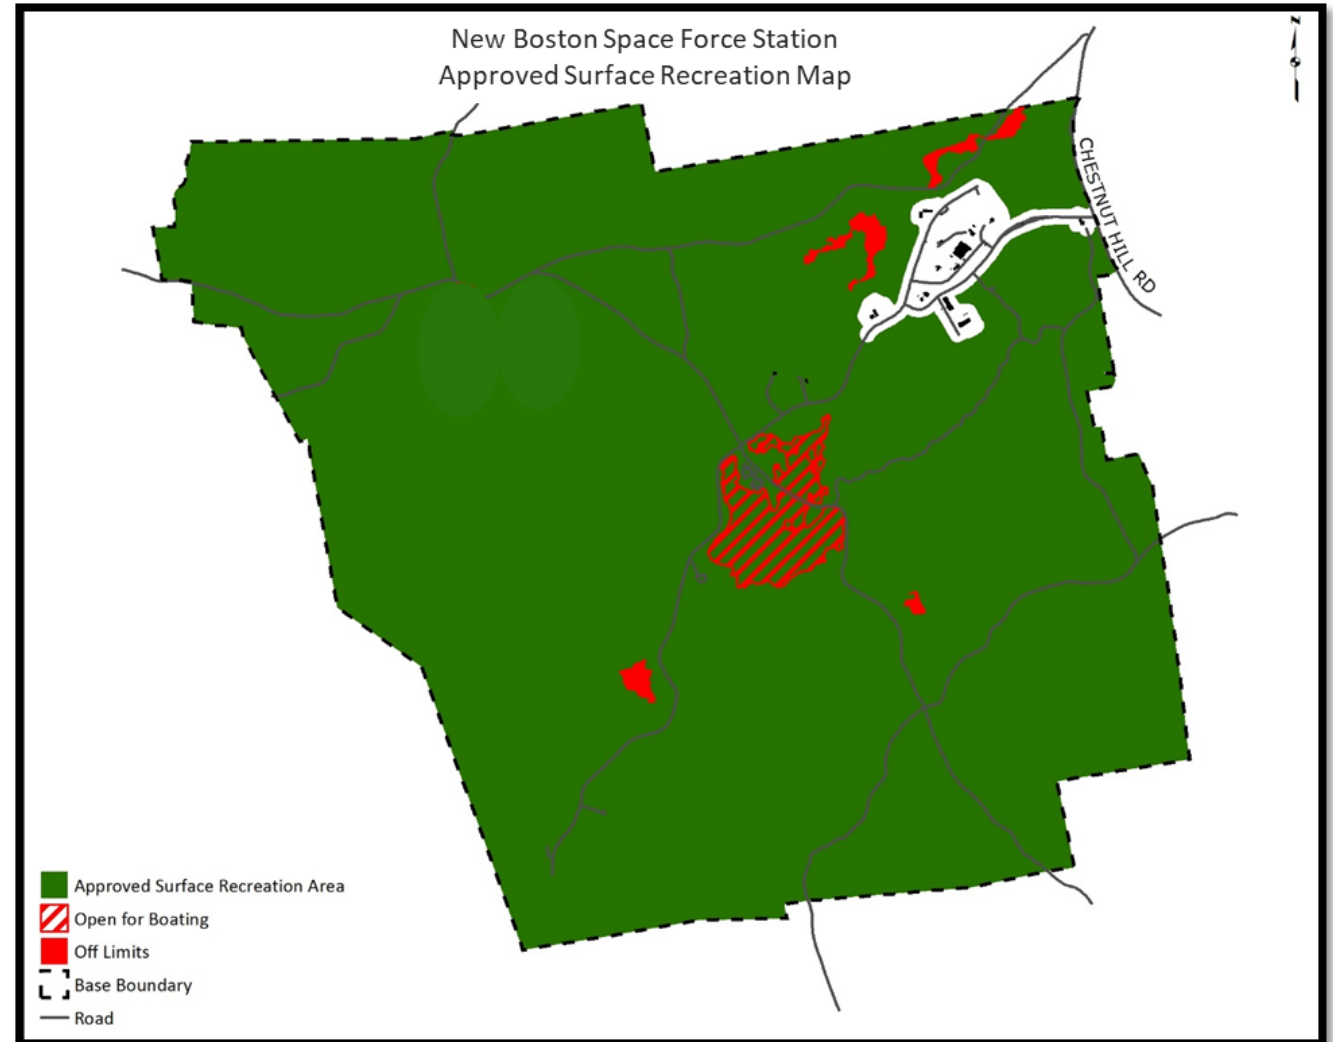 New Boston Space Force Station
Approved Surface Recreation Map
N
CHESTNUT HILL RD
Approved Surface Recreation Area
Open for Boating
Off Limits
Base Boundary
Road